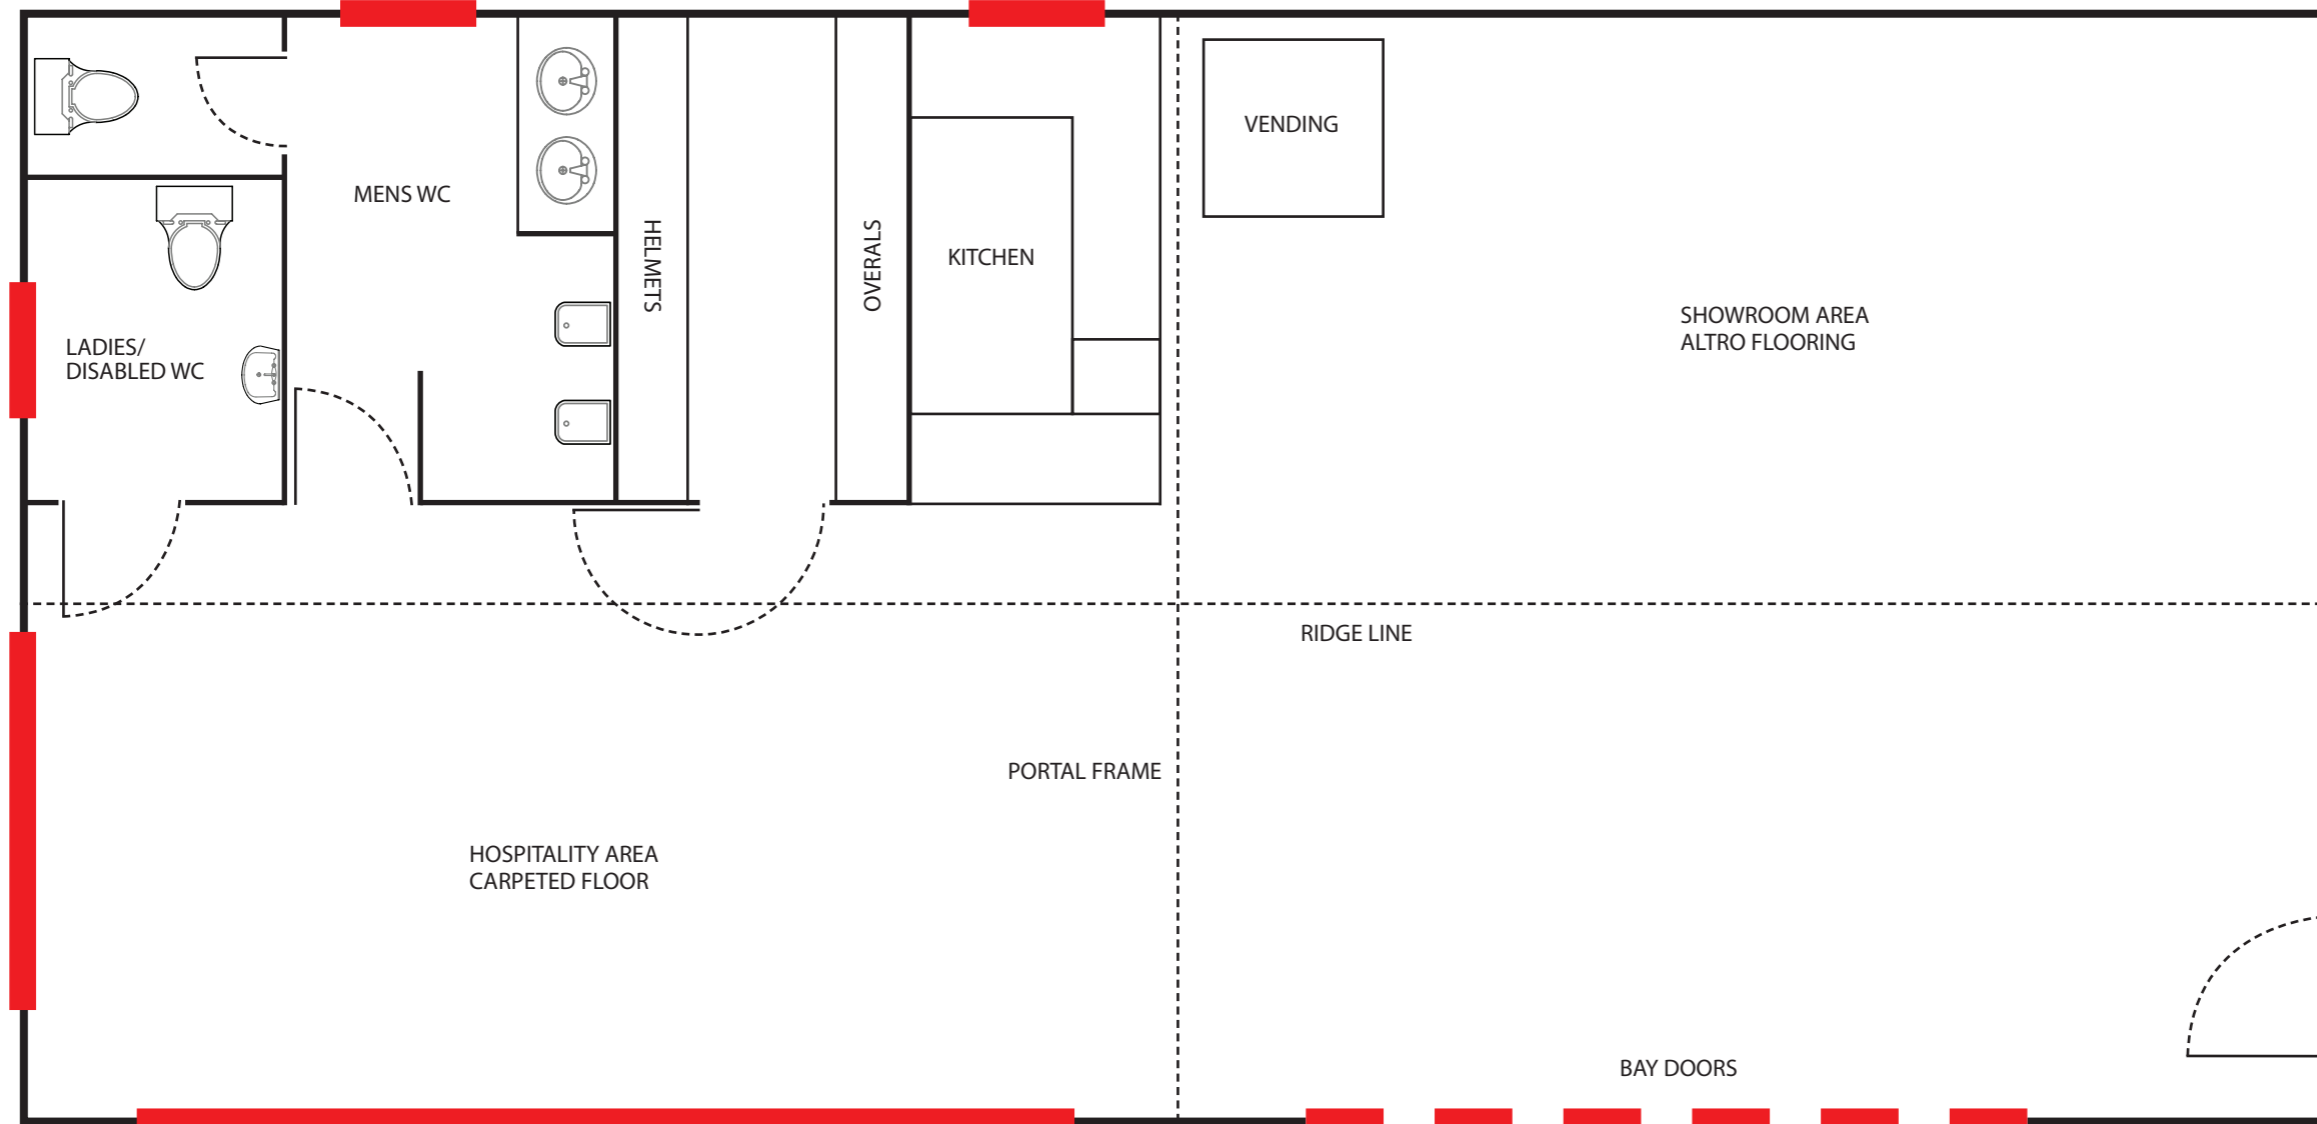 VENDING
MENS WC
HELMETS
OVERALS
KITCHEN
SHOWROOM AREA
ALTRO FLOORING
LADIES/
DISABLED WC
RIDGE LINE
PORTAL FRAME
HOSPITALITY AREA
CARPETED FLOOR
BAY DOORS